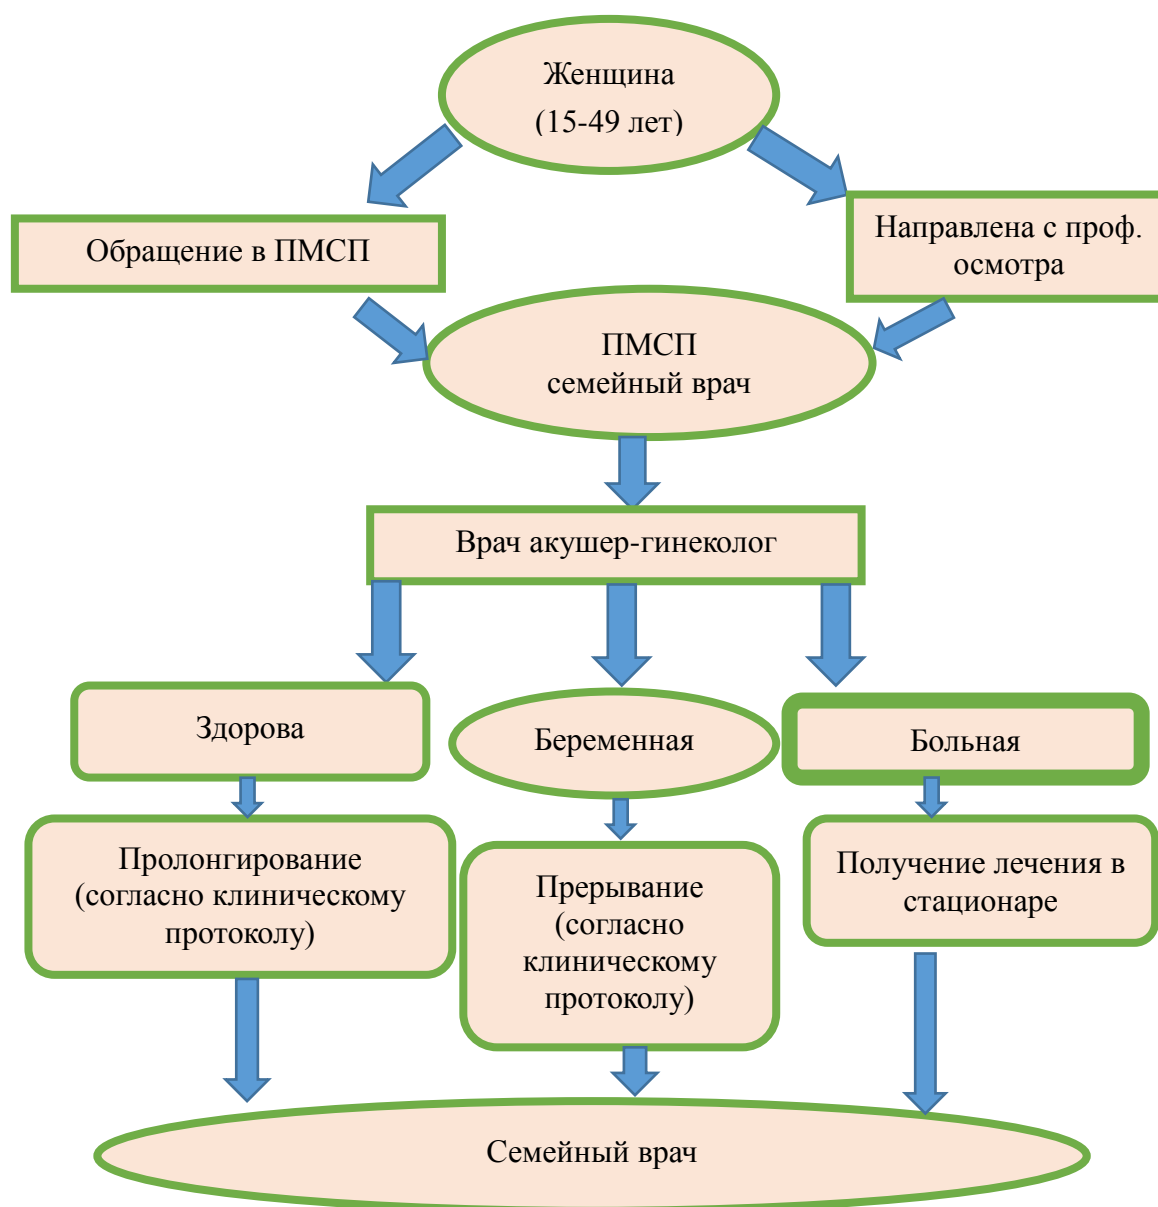 Женщина
(15-49 лет)
Обращение в ПМСП
Направлена с проф.
осмотра
ПМСП
семейный врач
Врач акушер-гинеколог
Здорова
Беременная
Больная
Пролонгирование
(согласно клиническому
протоколу)
Прерывание
(согласно
клиническому
протоколу)
Получение лечения в
стационаре
Семейный врач